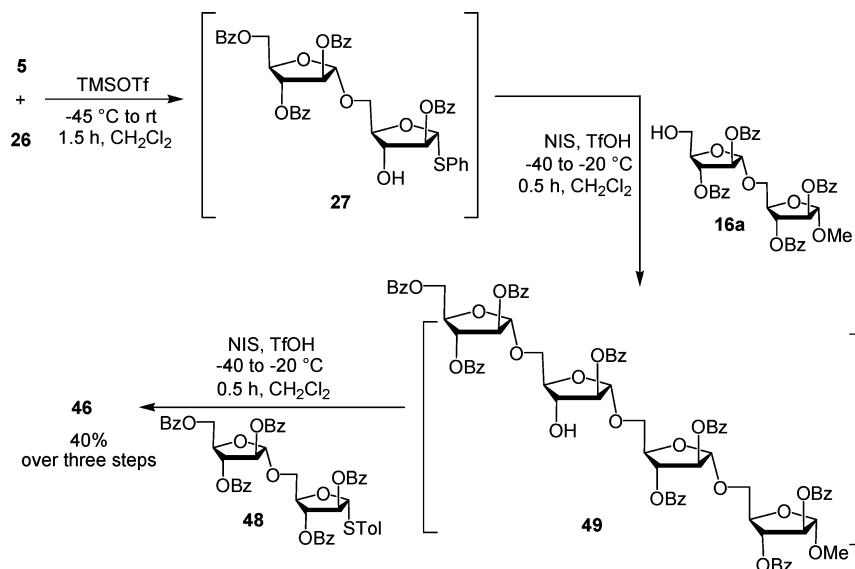 5
+
26
TMSOTf
-45 °C to rt
1.5 h, CH2Cl2
BzO
OBz
O
OBz
O
O
OBz
OH
SPh
27
NIS, TfOH
-40 to -20 °C
0.5 h, CH2Cl2
HO
OBz
O
OBz
O
O
OBz
OBz
OMe
16a
BzO
OBz
O
OBz
O
O
OBz
OH
O
O
OBz
OBz
O
O
OBz
OBz
OMe
49
NIS, TfOH
-40 to -20 °C
0.5 h, CH2Cl2
BzO
OBz
O
OBz
O
O
OBz
OBz
STol
48
46
40%
over three steps